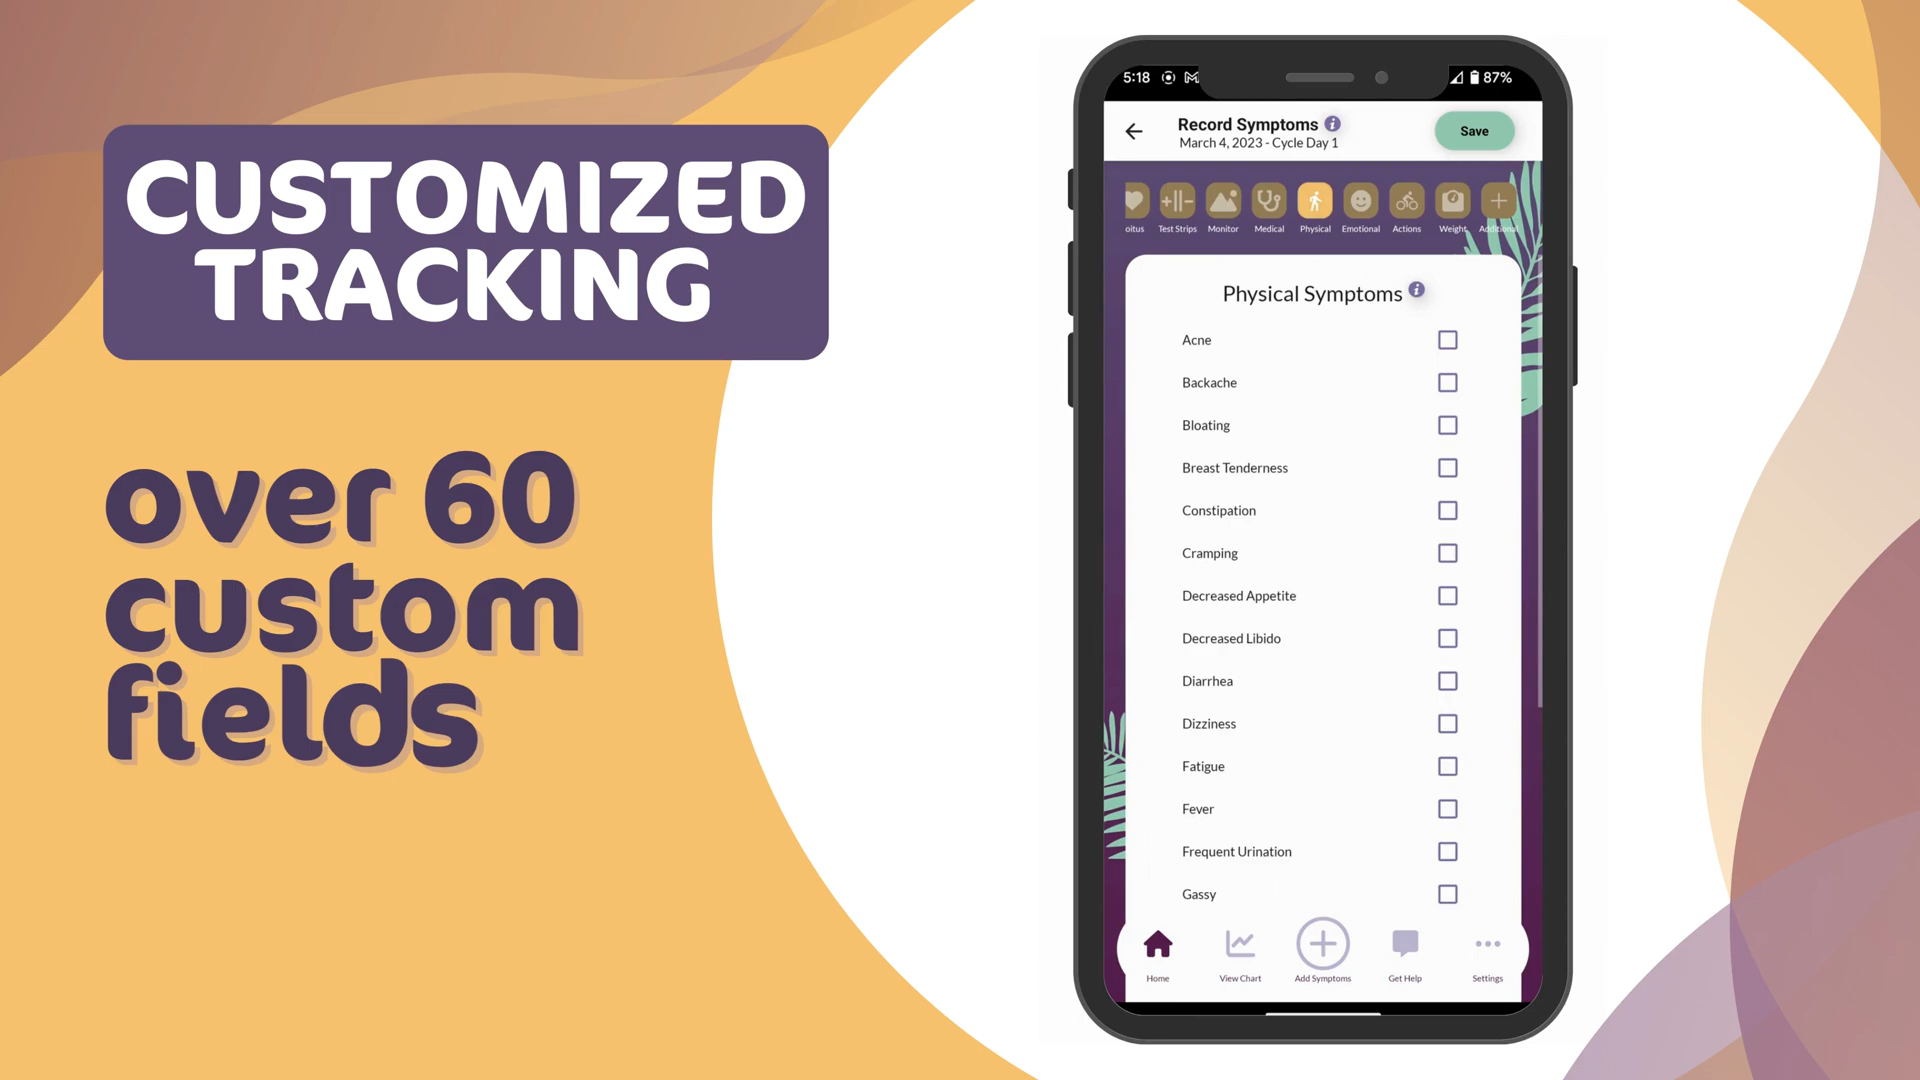 CUSTOMIZED
TRACKING
over 60
custom
fields
5:18 87%
Record Symptoms
March 4, 2023 - Cycle Day 1
Save
oitus Test Strips Monitor Medical Physical Emotional Actions Weight Additional
Physical Symptoms
Acne
Backache
Bloating
Breast Tenderness
Constipation
Cramping
Decreased Appetite
Decreased Libido
Diarrhea
Dizziness
Fatigue
Fever
Frequent Urination
Gassy
Home View Chart Add Symptoms Get Help Settings